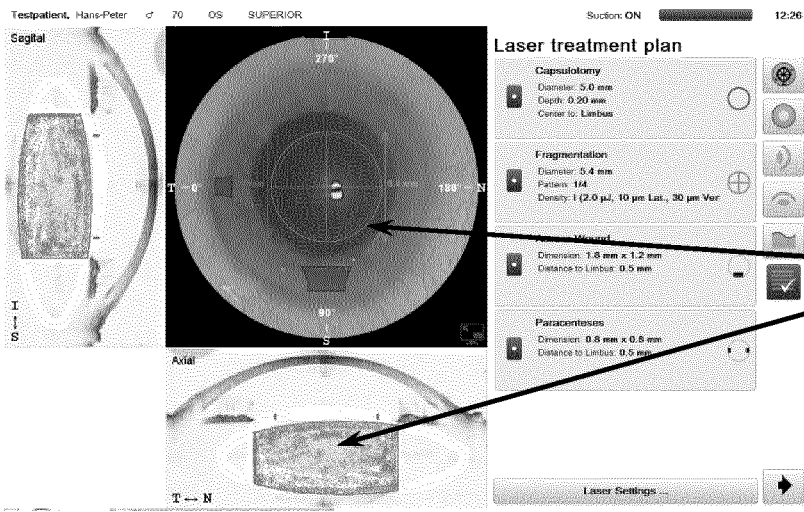 Testpatient, Hans-Peter ♂ 70 OS SUPERIOR Suction: ON 12:26
Sagital
I
270°
T 0°
180° N
90°
S
I
S
Axial
T ↔ N
Laser treatment plan
Capsulotomy
Diameter: 5.0 mm
Depth: 0.20 mm
Center to: Limbus
Fragmentation
Diameter: 5.4 mm
Pattern: 1/4
Density: I (2.0 µJ, 10 µm Lat., 30 µm Ver
Wound
Dimension: 1.8 mm x 1.2 mm
Distance to Limbus: 0.5 mm
Paracenteses
Dimension: 0.8 mm x 0.8 mm
Distance to Limbus: 0.5 mm
Laser Settings ...